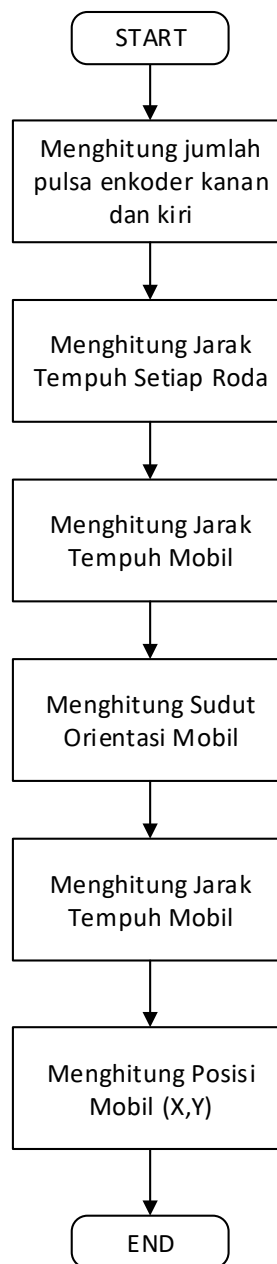 START
Menghitung jumlah
pulsa enkoder kanan
dan kiri
Menghitung Jarak
Tempuh Setiap Roda
Menghitung Jarak
Tempuh Mobil
Menghitung Sudut
Orientasi Mobil
Menghitung Jarak
Tempuh Mobil
Menghitung Posisi
Mobil (X,Y)
END